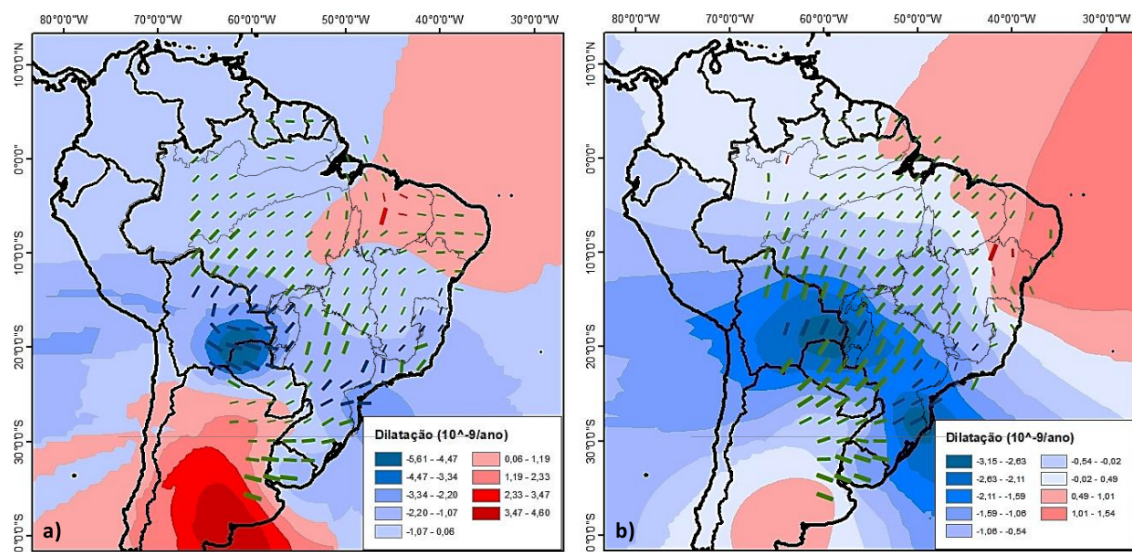 80°0'0"W 70°0'0"W 60°0'0"W 50°0'0"W 40°0'0"W 30°0'0"W
10°0'0"N
0°0'0"
10°0'0"S
20°0'0"S
30°0'0"S
0°0'0"S
a)
Dilatação (10^-9/ano)
-5,61 - -4,47 0,06 - 1,19
-4,47 - -3,34 1,19 - 2,33
-3,34 - -2,20 2,33 - 3,47
-2,20 - -1,07 3,47 - 4,60
-1,07 - 0,06
80°0'0"W 70°0'0"W 60°0'0"W 50°0'0"W 40°0'0"W 30°0'0"W
10°0'0"N
0°0'0"
10°0'0"S
20°0'0"S
30°0'0"S
0°0'0"S
b)
Dilatação (10^-9/ano)
-3,15 - -2,63 -0,54 - -0,02
-2,63 - -2,11 -0,02 - 0,49
-2,11 - -1,59 0,49 - 1,01
-1,59 - -1,06 1,01 - 1,54
-1,06 - -0,54